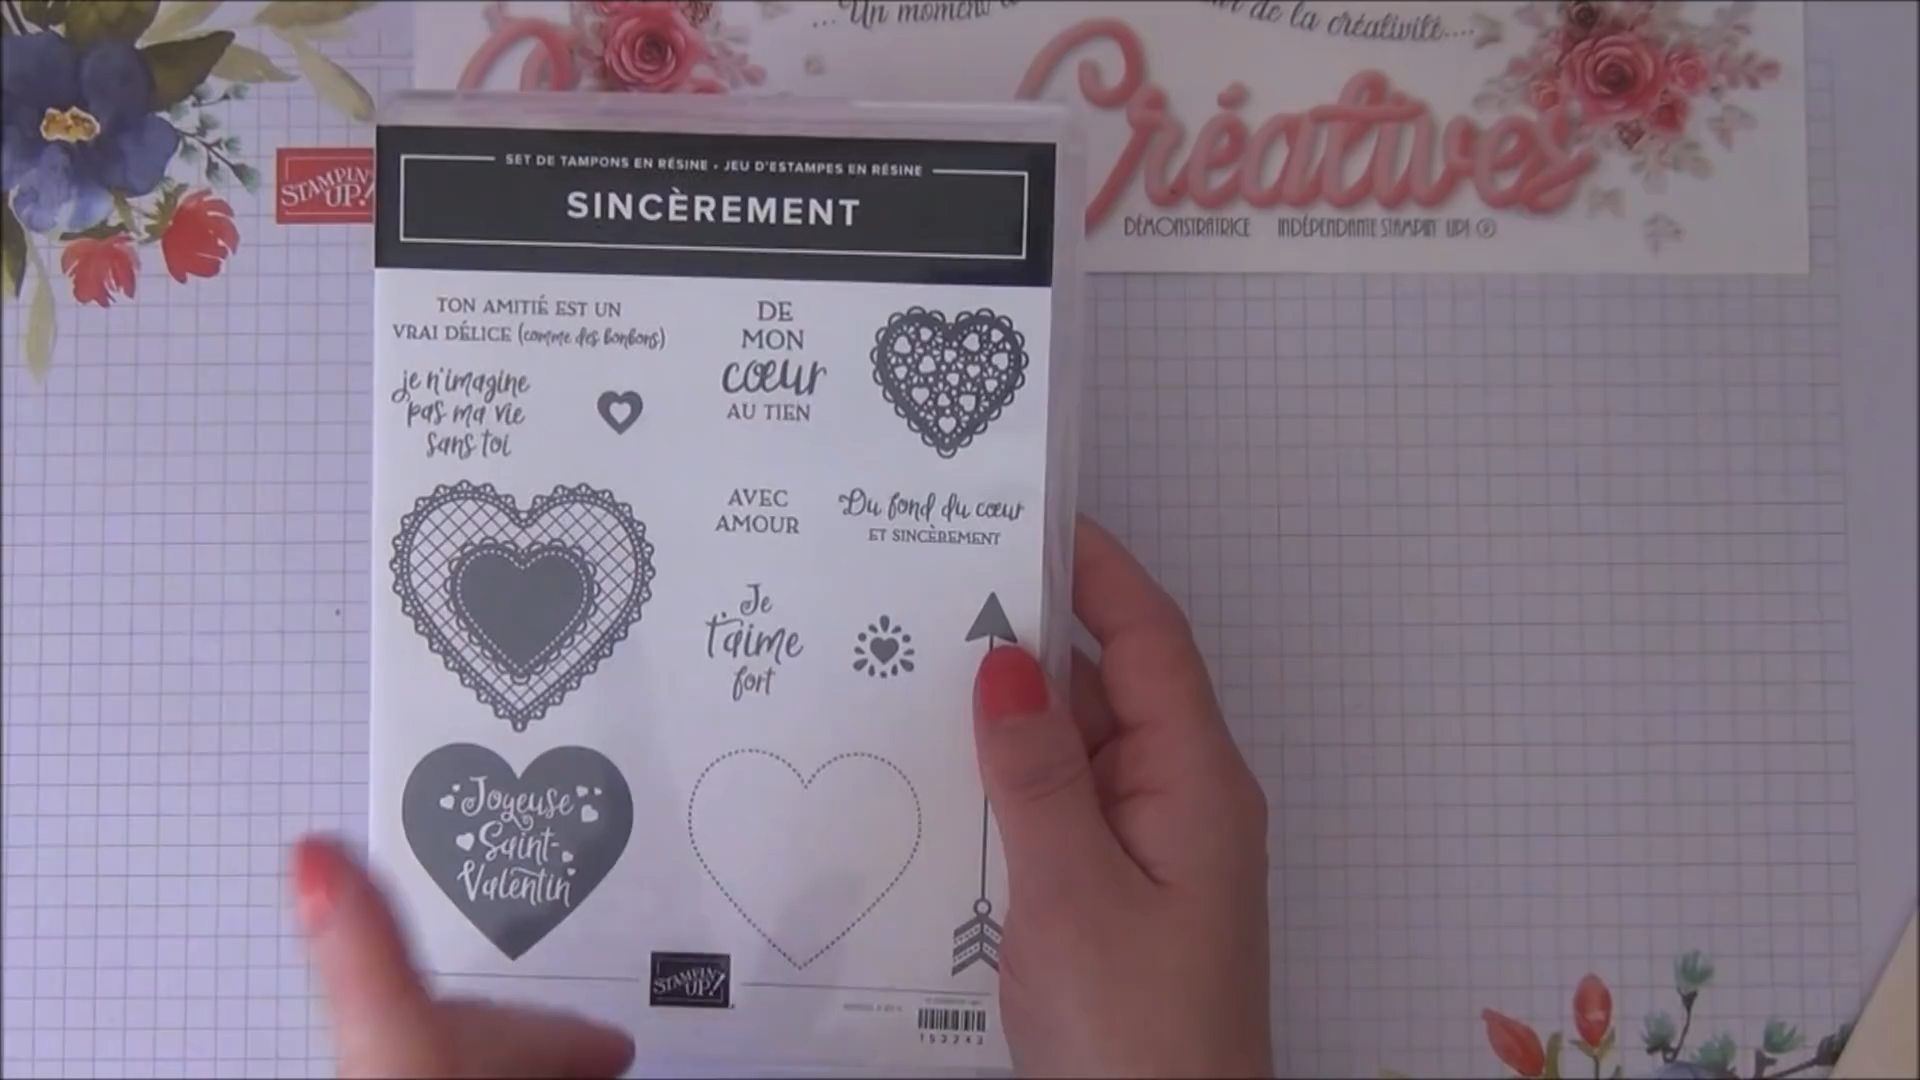 ...Un moment
de la créativité....
Créatives
DÉMONSTRATRICE INDÉPENDANTE STAMPIN' UP! ®
STAMPIN'
UP!
SET DE TAMPONS EN RÉSINE • JEU D'ESTAMPES EN RÉSINE
SINCÈREMENT
TON AMITIÉ EST UN
VRAI DÉLICE (comme des bonbons)
je n'imagine
pas ma vie
sans toi
DE
MON
cœur
AU TIEN
AVEC
AMOUR
Du fond du cœur
ET SINCÈREMENT
Je
t'aime
fort
Joyeuse
Saint-
Valentin
STAMPIN'
UP!